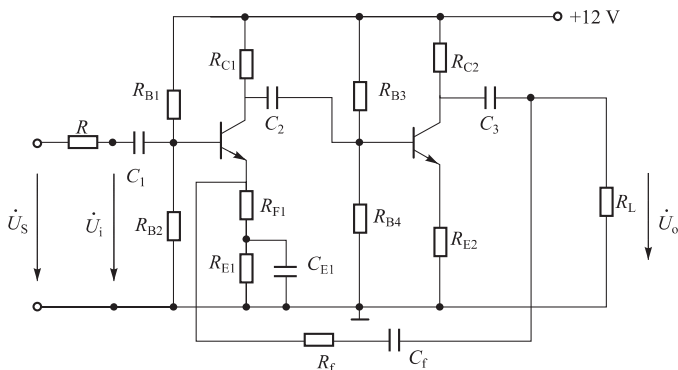 +12 V
R_C1
R_C2
R_B1
R_B3
R
C_1
C_2
C_3
U̇_S
U̇_i
R_B2
R_F1
R_B4
R_L
U̇_o
R_E1
C_E1
R_E2
R_f
C_f